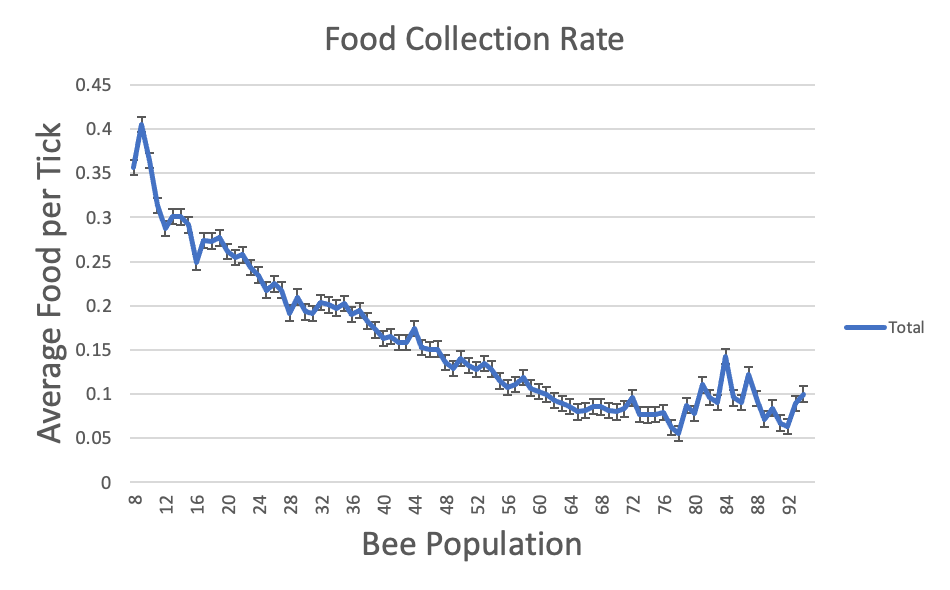 Food Collection Rate
Average Food per Tick
0.45
0.4
0.35
0.3
0.25
0.2
0.15
0.1
0.05
0
8 12 16 20 24 28 32 36 40 44 48 52 56 60 64 68 72 76 80 84 88 92
Bee Population
Total